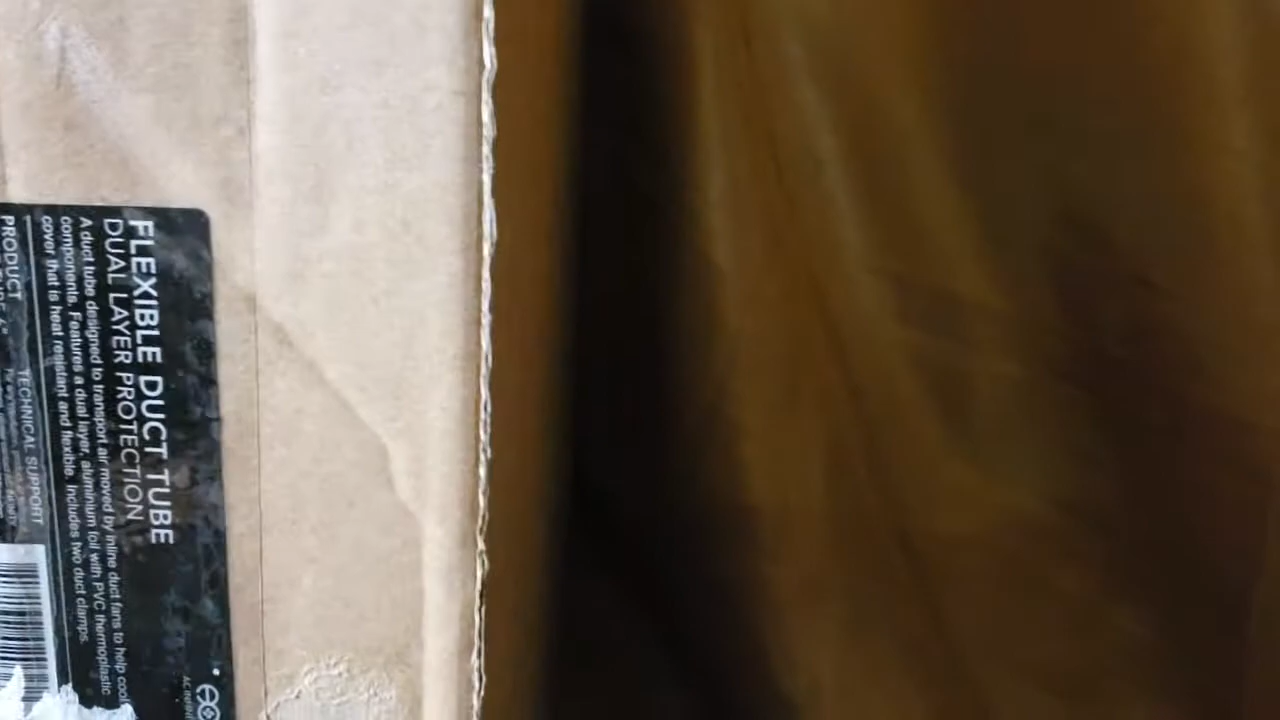 FLEXIBLE DUCT TUBE
DUAL LAYER PROTECTION
A duct tube designed to transport air moved by inline duct fans to help cool
components. Features a dual layer, aluminium foil with PVC thermoplastic
cover that is heat resistant and flexible. Includes two duct clamps.
PRODUCT
TECHNICAL SUPPORT